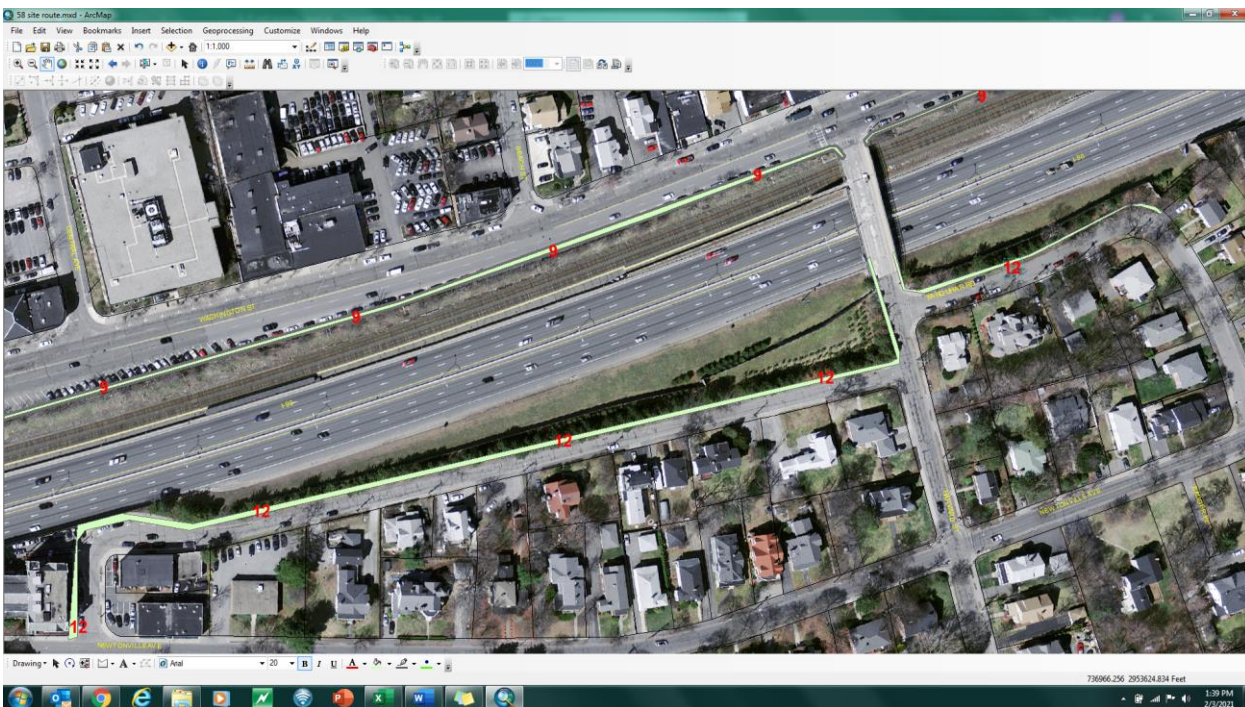 58 site route.mxd - ArcMap
File Edit View Bookmarks Insert Selection Geoprocessing Customize Windows Help
1:1,000
9
9
I-90
9
12
WASHINGTON ST
9
12
9
I-90
12
12
NEWTONVILLE AVE
12
NEWTONVILLE AVE
Drawing
Arial
20
B I U A
736966.256 2953624.834 Feet
1:39 PM
2/3/2021